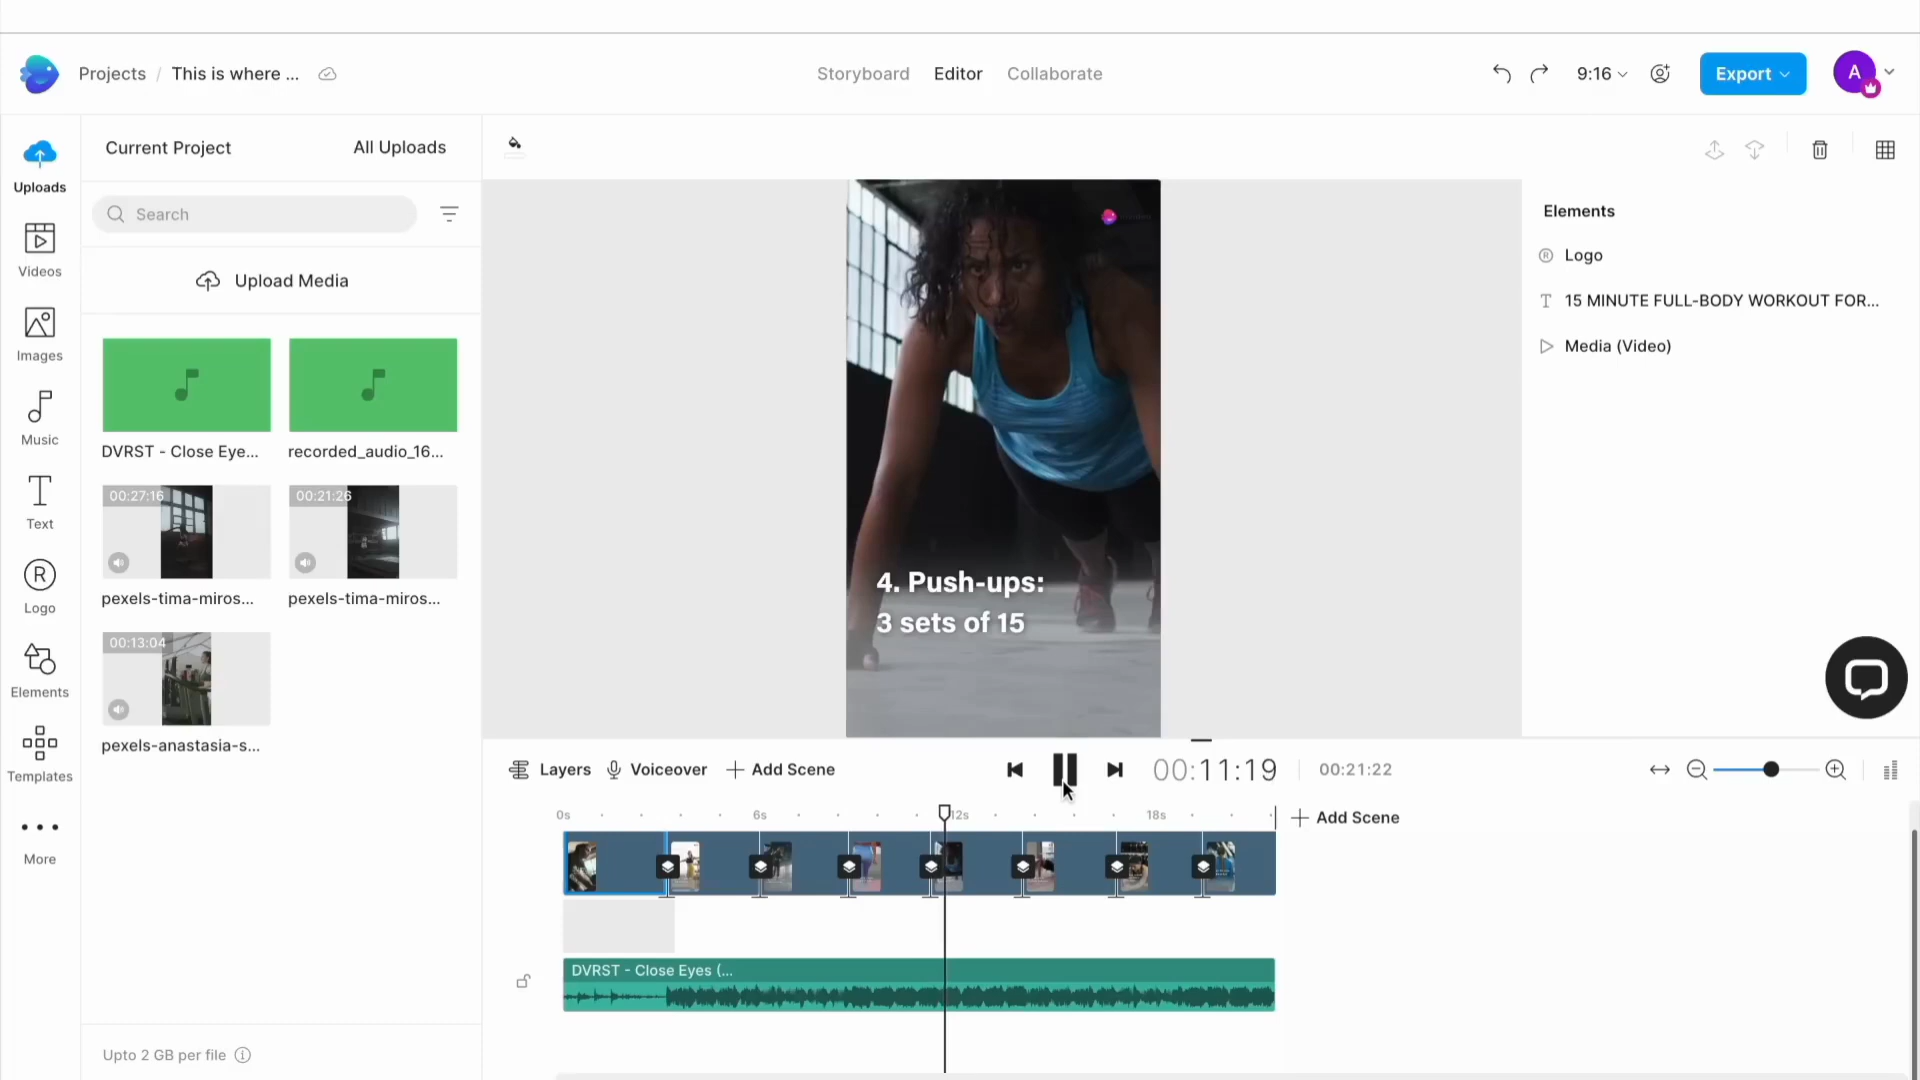 Projects / This is where ...
Storyboard
Editor
Collaborate
9:16
Export
A
Uploads
Videos
Images
Music
Text
Logo
Elements
Templates
More
Current Project
All Uploads
Search
Upload Media
DVRST - Close Eye...
recorded_audio_16...
00:27:16
00:21:26
pexels-tima-miros...
pexels-tima-miros...
00:13:04
pexels-anastasia-s...
Upto 2 GB per file
4. Push-ups:
3 sets of 15
Elements
Logo
15 MINUTE FULL-BODY WORKOUT FOR...
Media (Video)
Layers
Voiceover
Add Scene
00:11:19
00:21:22
0s
6s
12s
18s
Add Scene
DVRST - Close Eyes (...